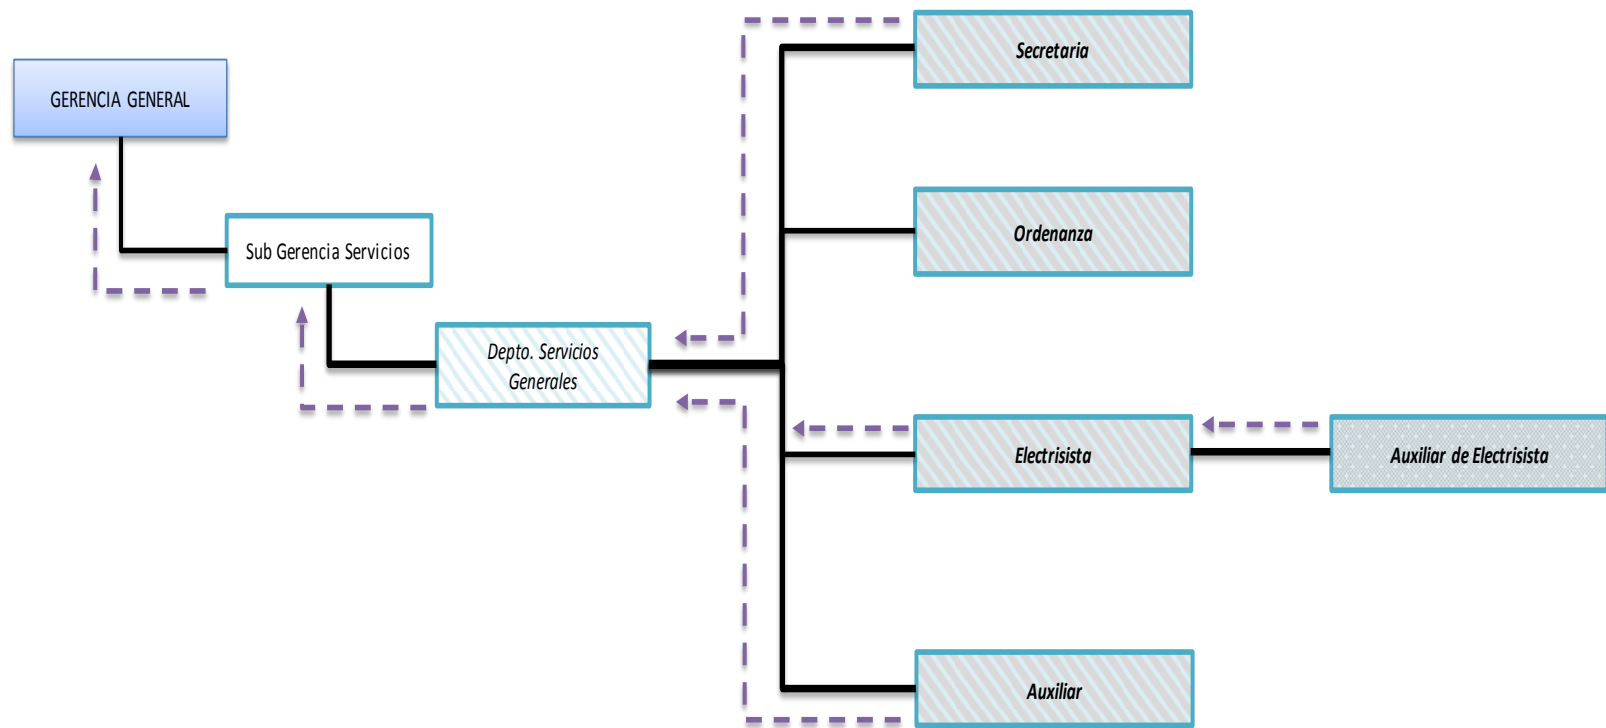 GERENCIA GENERAL
Sub Gerencia Servicios
Depto. Servicios
Generales
Secretaria
Ordenanza
Electrisista
Auxiliar de Electrisista
Auxiliar